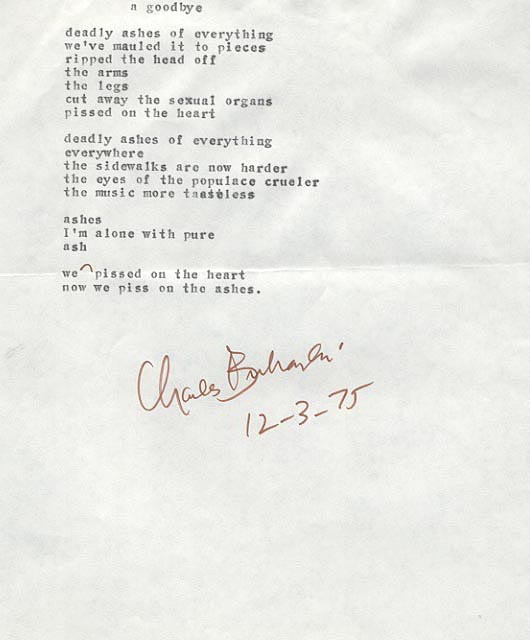 a goodbye
deadly ashes of everything
we've mauled it to pieces
ripped the head off
the arms
the legs
cut away the sexual organs
pissed on the heart
deadly ashes of everything
everywhere
the sidewalks are now harder
the eyes of the populace crueler
the music more tasteless
ashes
I'm alone with pure
ash
we pissed on the heart
now we piss on the ashes.
Charles Bukowski
12-3-75